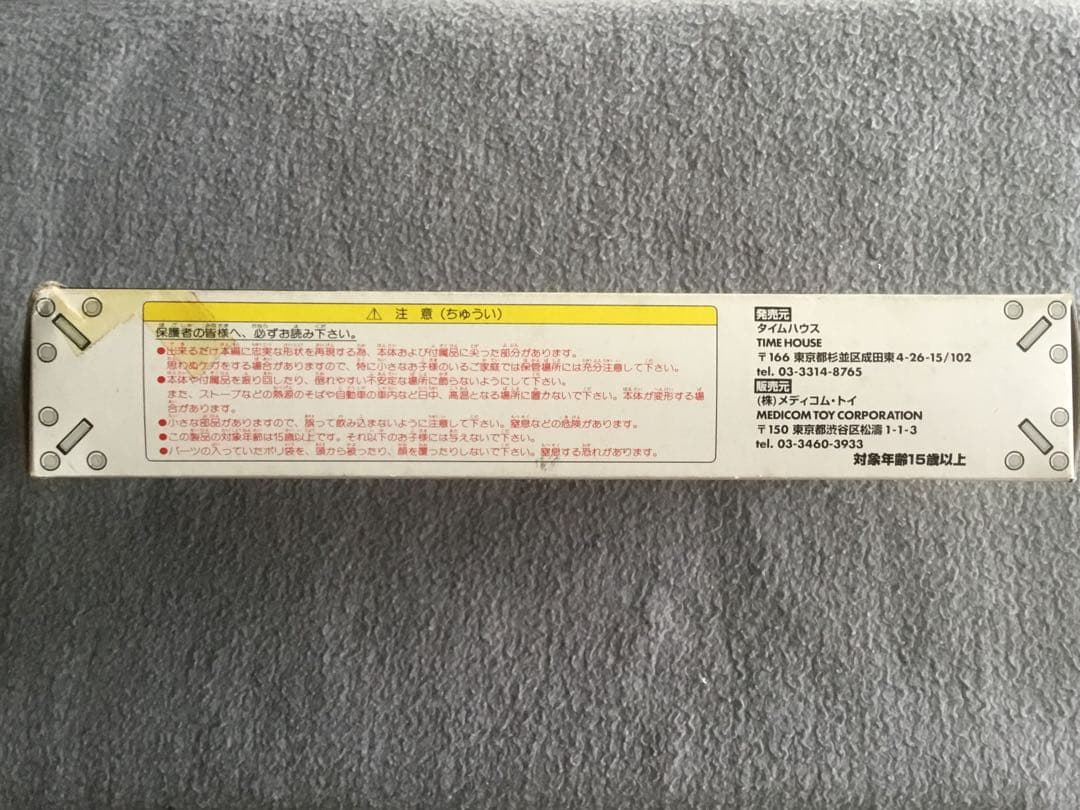 ⚠ 注意(ちゅうい)
保護者の皆様へ、必ずお読み下さい。
●出来るだけ本編に忠実な形状を再現する為、本体および付属品に尖った部分があります。
思わぬケガをする場合がありますので、特に小さなお子様のいるご家庭では保管場所には充分注意して下さい。
●本体や付属品を振り回したり、倒れやすい不安定な場所に飾らないようにして下さい。
また、ストーブなどの熱源のそばや自動車の車内など日中、高温となる場所に置かないで下さい。本体が変形する場
合があります。
●小さな部品がありますので、誤って飲み込まないように注意して下さい。窒息などの危険があります。
●この製品の対象年齢は15歳以上です。それ以下のお子様には与えないで下さい。
●パーツの入っていたポリ袋を、頭から被ったり、顔を覆ったりしないで下さい。窒息する恐れがあります。
発売元
タイムハウス
TIME HOUSE
〒166 東京都杉並区成田東4-26-15/102
tel. 03-3314-8765
販売元
(株)メディコム・トイ
MEDICOM TOY CORPORATION
〒150 東京都渋谷区松濤1-1-3
tel. 03-3460-3933
対象年齢15歳以上